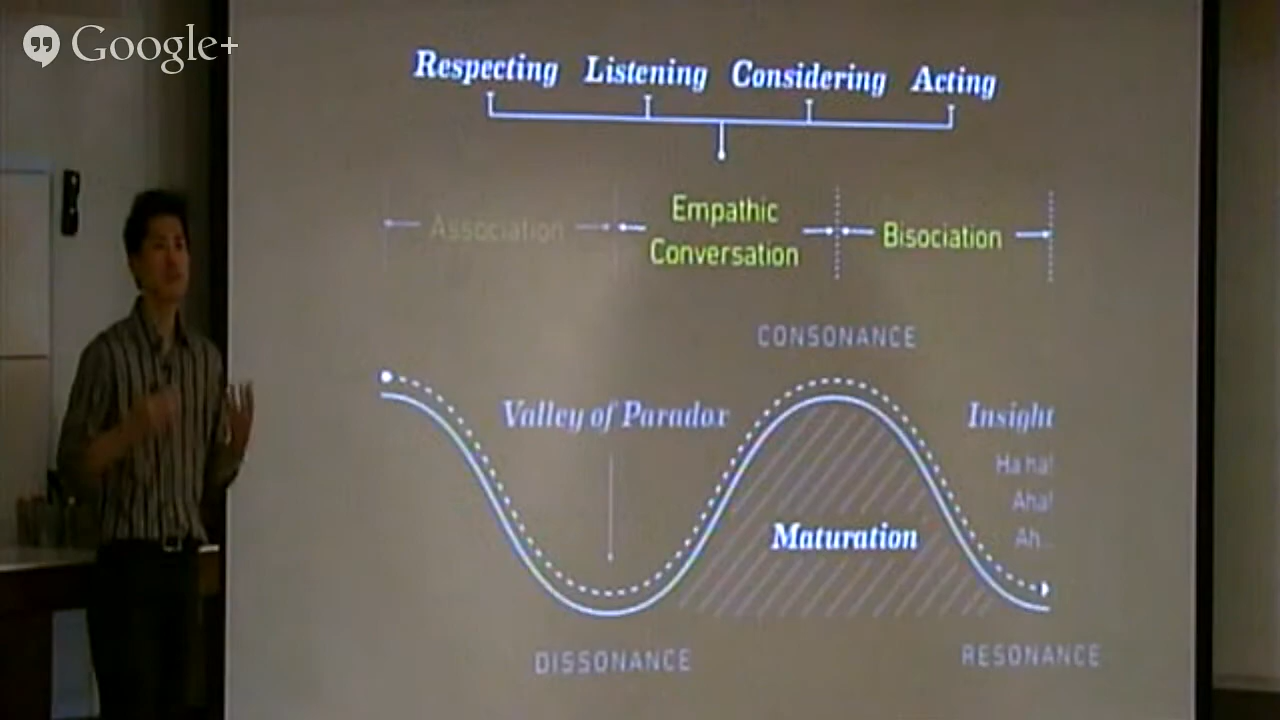 Google+
Respecting Listening Considering Acting
Association
Empathic
Conversation
Bisociation
CONSONANCE
Valley of Paradox
Insight
Ha ha!
Aha!
Ah...
Maturation
DISSONANCE
RESONANCE